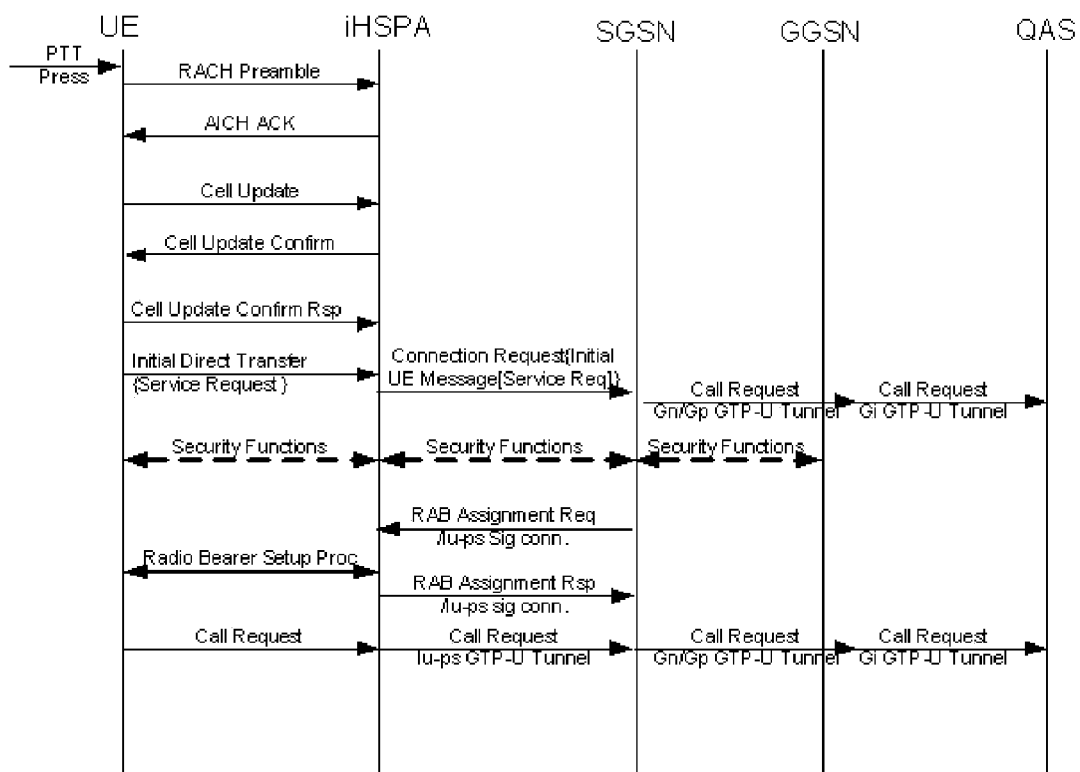 UE
iHSPA
SGSN
GGSN
QAS
PTT
Press
RACH Preamble
AICH ACK
Cell Update
Cell Update Confirm
Cell Update Confirm Rsp
Initial Direct Transfer
{Service Request }
Connection Request{Initial
UE Message[Service Req]}
Call Request
Gn/Gp GTP-U Tunnel
Call Request
Gi GTP-U Tunnel
Security Functions
Security Functions
Security Functions
RAB Assignment Req
/Iu-ps Sig conn.
Radio Bearer Setup Proc
RAB Assignment Rsp
/Iu-ps sig conn.
Call Request
Call Request
Iu-ps GTP-U Tunnel
Call Request
Gn/Gp GTP-U Tunnel
Call Request
Gi GTP-U Tunnel